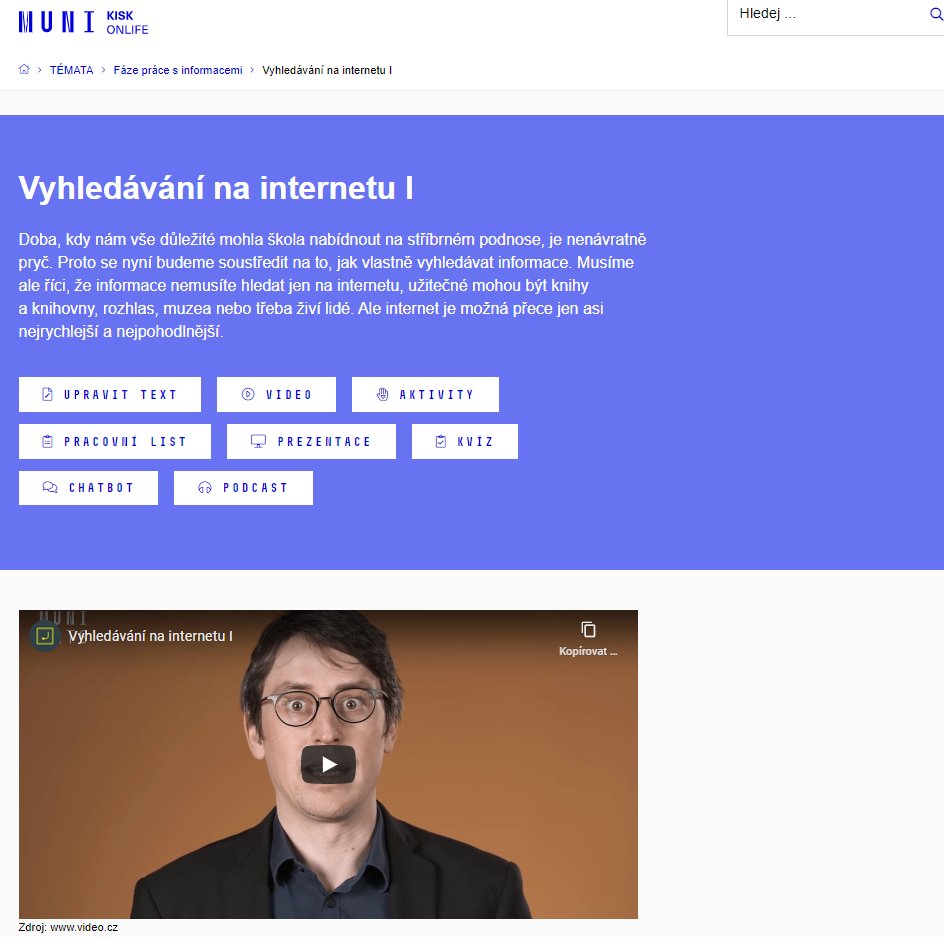 MUNI KISK
ONLIFE
Hledej ...
TÉMATA > Fáze práce s informacemi > Vyhledávání na internetu I
Vyhledávání na internetu I
Doba, kdy nám vše důležité mohla škola nabídnout na stříbrném podnose, je nenávratně
pryč. Proto se nyní budeme soustředit na to, jak vlastně vyhledávat informace. Musíme
ale říci, že informace nemusíte hledat jen na internetu, užitečné mohou být knihy
a knihovny, rozhlas, muzea nebo třeba živí lidé. Ale internet je možná přece jen asi
nejrychlejší a nejpohodlnější.
UPRAVIT TEXT VIDEO AKTIVITY
PRACOVNÍ LIST PREZENTACE KVÍZ
CHATBOT PODCAST
MUNI
Vyhledávání na internetu I
Kopírovat ...
Zdroj: www.video.cz